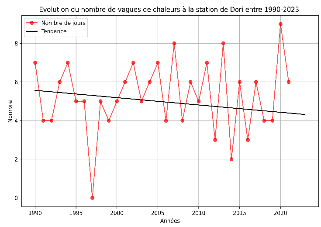 Evolution du nombre de vagues de chaleurs à la station de Dori entre 1990-2023
Nombre de jours
Tendance
Nombre
8
6
4
2
0
1990 1995 2000 2005 2010 2015 2020
Années